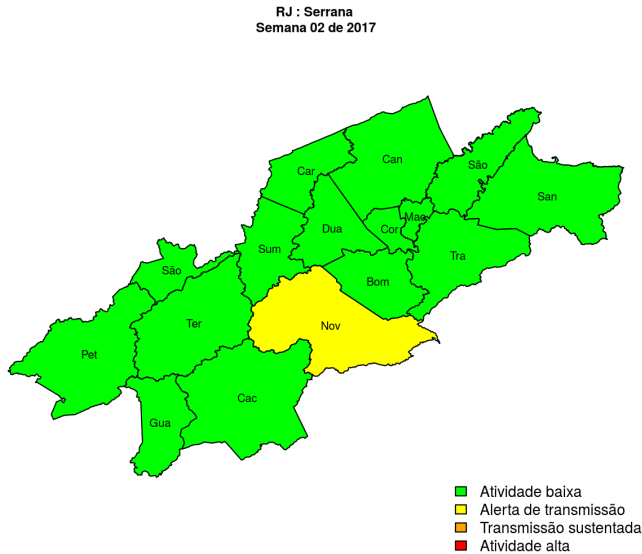 RJ : Serrana
Semana 02 de 2017
Can
São
Car
San
Mac
Dua
Cor
Sum
Tra
São
Bom
Ter
Nov
Pet
Cac
Gua
Atividade baixa
Alerta de transmissão
Transmissão sustentada
Atividade alta